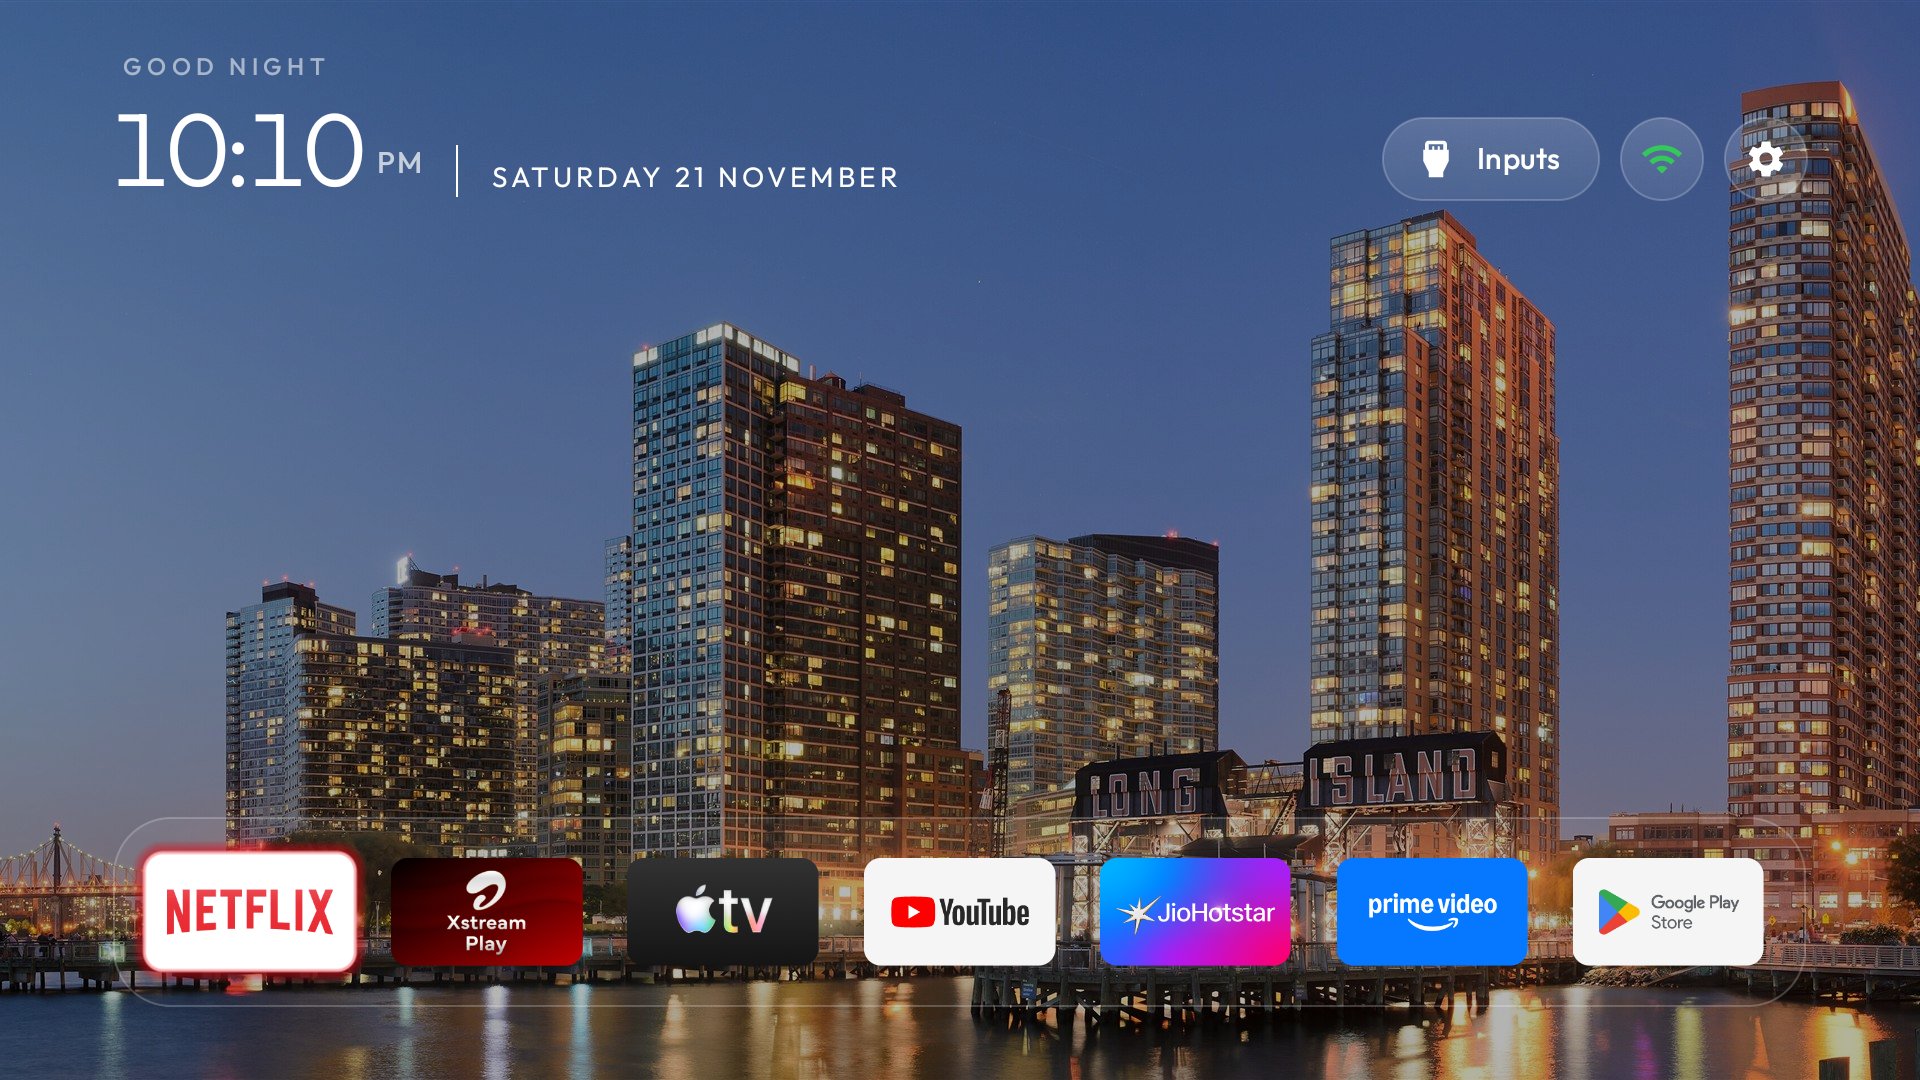 GOOD NIGHT
10:10 PM
SATURDAY 21 NOVEMBER
Inputs
LONG ISLAND
NETFLIX
Xstream
Play
tv
YouTube
JioHotstar
prime video
Google Play
Store